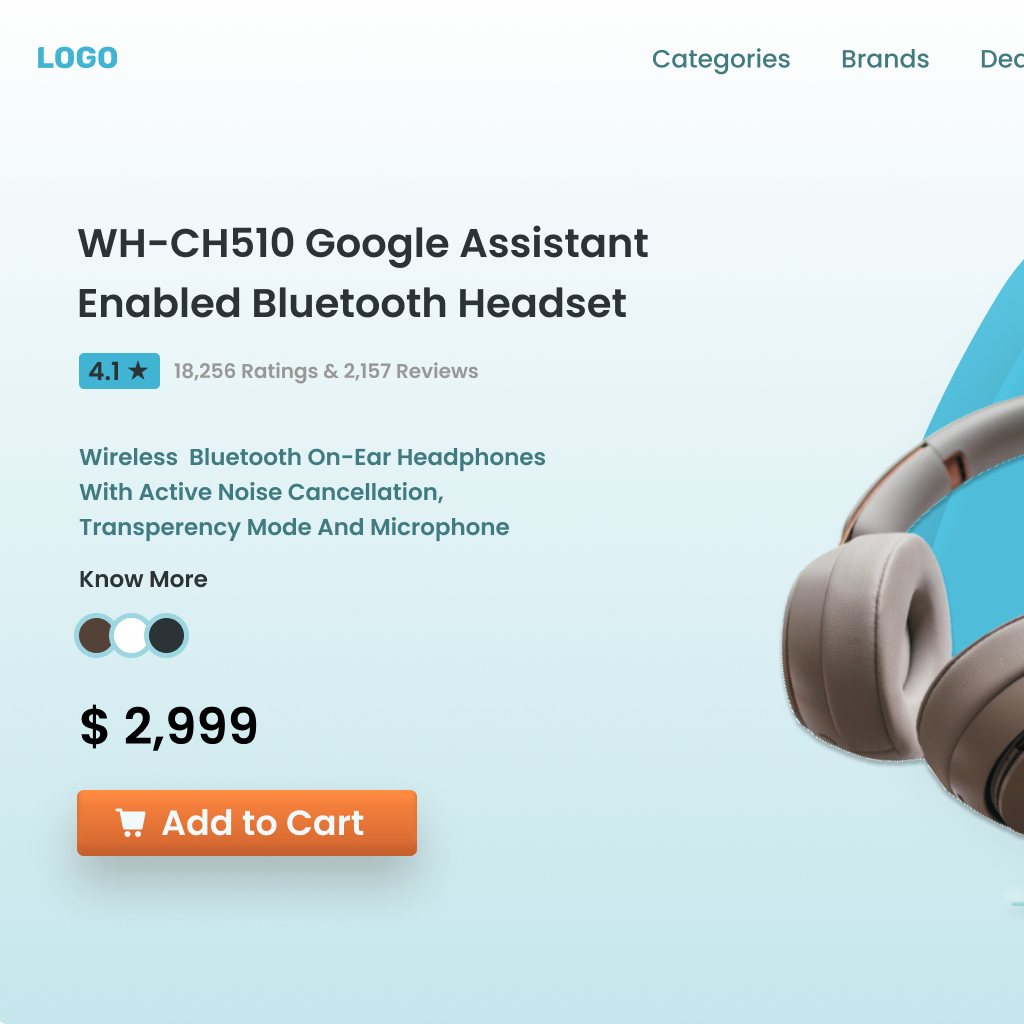 LOGO
Categories Brands
WH-CH510 Google Assistant
Enabled Bluetooth Headset
4.1 ★ 18,256 Ratings & 2,157 Reviews
Wireless Bluetooth On-Ear Headphones
With Active Noise Cancellation,
Transperency Mode And Microphone
Know More
$ 2,999
Add to Cart